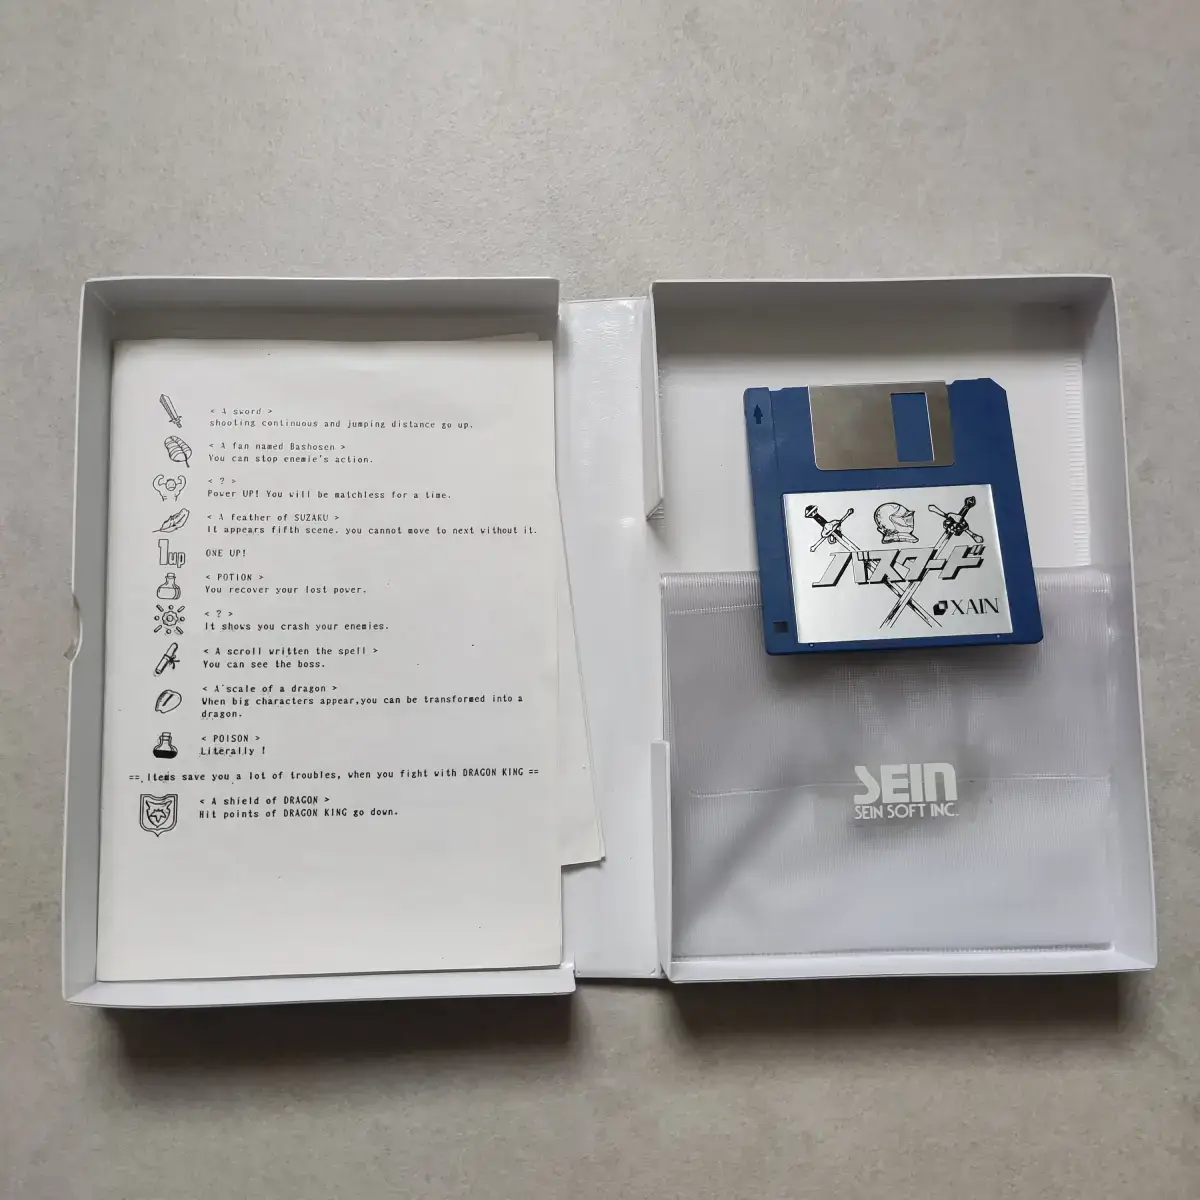 < A sword >
shooting continuous and jumping distance go up.
< A fan named Bashosen >
You can stop enemie's action.
< ? >
Power UP! You will be matchless for a time.
< A feather of SUZAKU >
It appears fifth scene. you cannot move to next without it.
1up
ONE UP!
< POTION >
You recover your lost power.
< ? >
It shows you crash your enemies.
< A scroll written the spell >
You can see the boss.
< A scale of a dragon >
When big characters appear,you can be transformed into a
dragon.
< POISON >
Literally !
== Items save you a lot of troubles, when you fight with DRAGON KING ==
< A shield of DRAGON >
Hit points of DRAGON KING go down.
バスタード
XAIN
SEIN
SEIN SOFT INC.